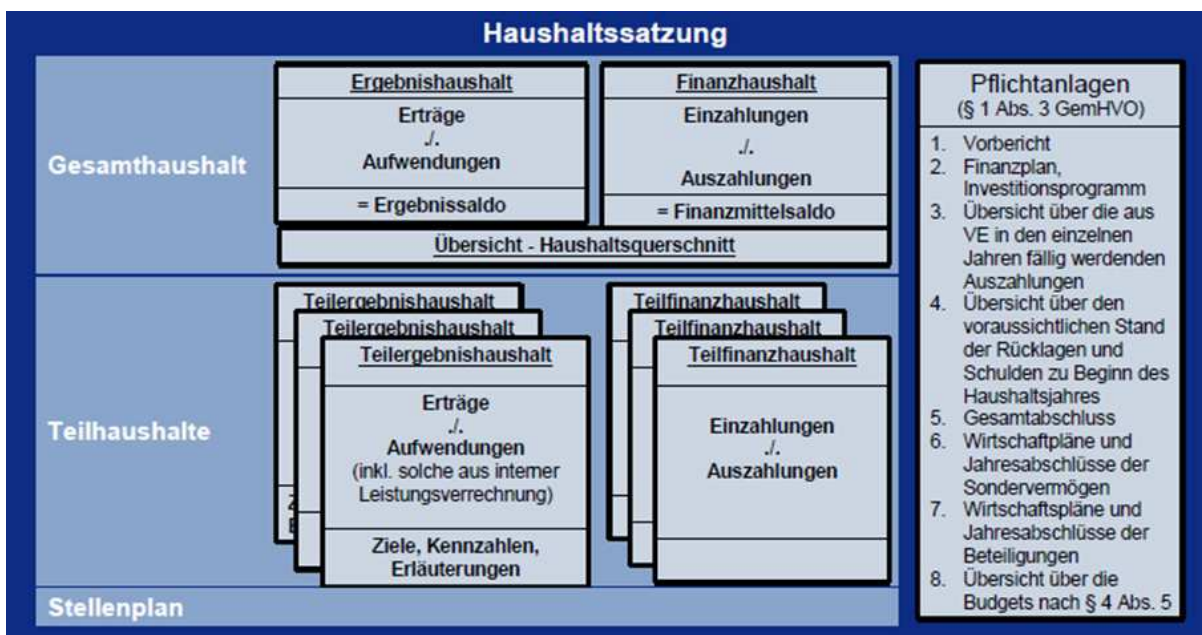 Haushaltssatzung
Gesamthaushalt
Ergebnishaushalt
Erträge
./.
Aufwendungen
= Ergebnissaldo
Finanzhaushalt
Einzahlungen
./.
Auszahlungen
= Finanzmittelsaldo
Übersicht - Haushaltsquerschnitt
Teilhaushalte
Teilergebnishaushalt
Teilergebnishaushalt
Teilergebnishaushalt
Erträge
./.
Aufwendungen
(inkl. solche aus interner
Leistungsverrechnung)
Ziele, Kennzahlen,
Erläuterungen
Teilfinanzhaushalt
Teilfinanzhaushalt
Teilfinanzhaushalt
Einzahlungen
./.
Auszahlungen
Stellenplan
Pflichtanlagen
(§ 1 Abs. 3 GemHVO)
1. Vorbericht
2. Finanzplan,
Investitionsprogramm
3. Übersicht über die aus
VE in den einzelnen
Jahren fällig werdenden
Auszahlungen
4. Übersicht über den
voraussichtlichen Stand
der Rücklagen und
Schulden zu Beginn des
Haushaltsjahres
5. Gesamtabschluss
6. Wirtschaftpläne und
Jahresabschlüsse der
Sondervermögen
7. Wirtschaftspläne und
Jahresabschlüsse der
Beteiligungen
8. Übersicht über die
Budgets nach § 4 Abs. 5